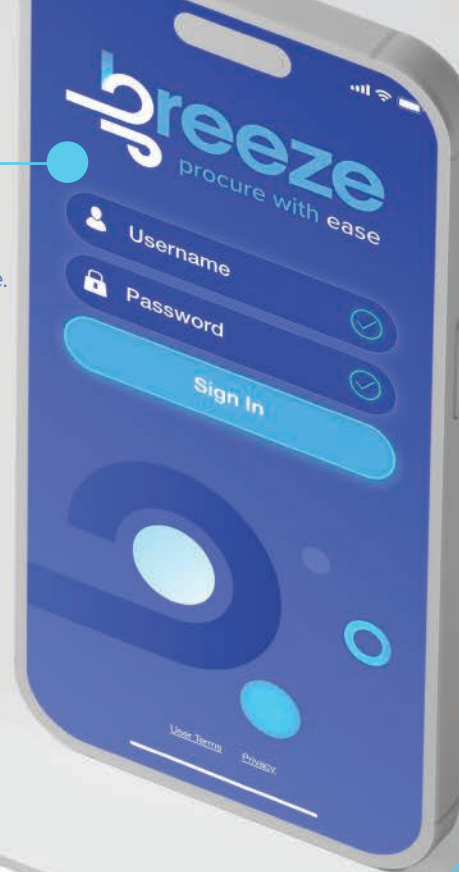 breeze
procure with ease
e.
Username
Password
Sign In
User Terms
Privacy